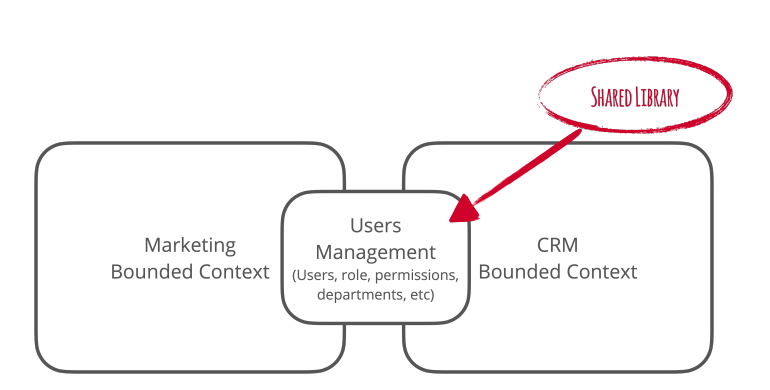 Shared Library
Users
Management
(Users, role, permissions,
departments, etc)
Marketing
Bounded Context
CRM
Bounded Context